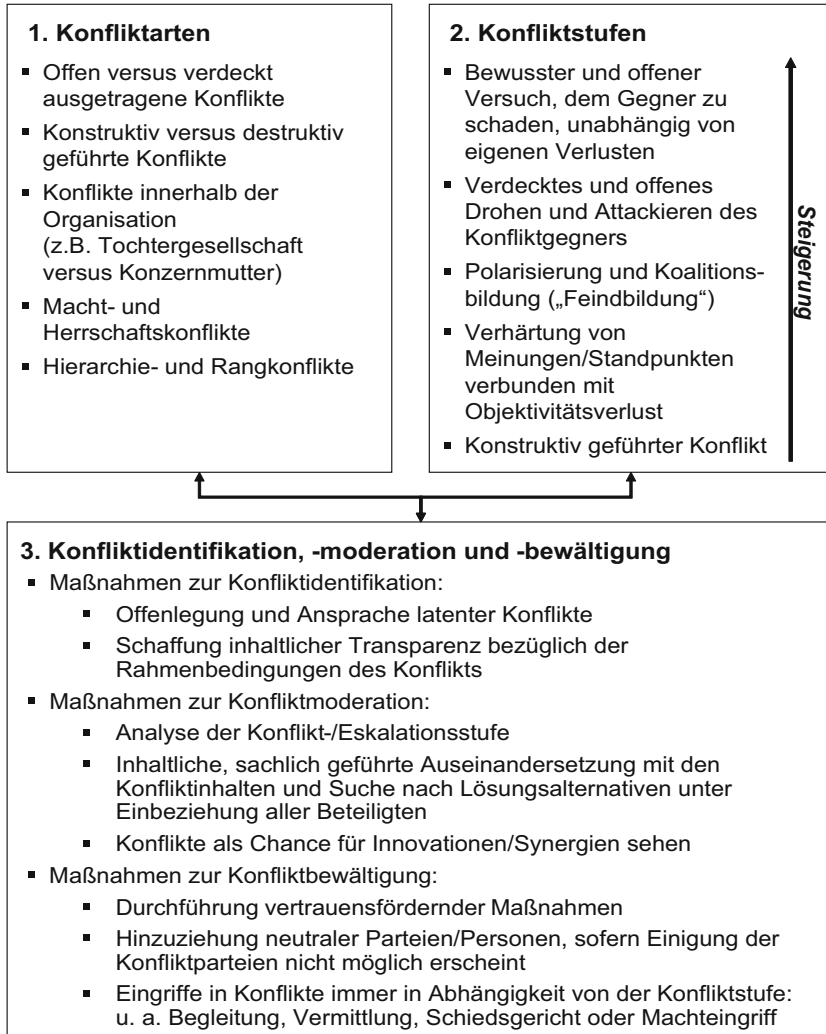 1. Konfliktarten
▪ Offen versus verdeckt
ausgetragene Konflikte
▪ Konstruktiv versus destruktiv
geführte Konflikte
▪ Konflikte innerhalb der
Organisation
(z.B. Tochtergesellschaft
versus Konzernmutter)
▪ Macht- und
Herrschaftskonflikte
▪ Hierarchie- und Rangkonflikte
2. Konfliktstufen
▪ Bewusster und offener
Versuch, dem Gegner zu
schaden, unabhängig von
eigenen Verlusten
▪ Verdecktes und offenes
Drohen und Attackieren des
Konfliktgegners
▪ Polarisierung und Koalitions-
bildung („Feindbildung“)
▪ Verhärtung von
Meinungen/Standpunkten
verbunden mit
Objektivitätsverlust
▪ Konstruktiv geführter Konflikt
Steigerung
3. Konfliktidentifikation, -moderation und -bewältigung
▪ Maßnahmen zur Konfliktidentifikation:
▪ Offenlegung und Ansprache latenter Konflikte
▪ Schaffung inhaltlicher Transparenz bezüglich der
Rahmenbedingungen des Konflikts
▪ Maßnahmen zur Konfliktmoderation:
▪ Analyse der Konflikt-/Eskalationsstufe
▪ Inhaltliche, sachlich geführte Auseinandersetzung mit den
Konfliktinhalten und Suche nach Lösungsalternativen unter
Einbeziehung aller Beteiligten
▪ Konflikte als Chance für Innovationen/Synergien sehen
▪ Maßnahmen zur Konfliktbewältigung:
▪ Durchführung vertrauensfördernder Maßnahmen
▪ Hinzuziehung neutraler Parteien/Personen, sofern Einigung der
Konfliktparteien nicht möglich erscheint
▪ Eingriffe in Konflikte immer in Abhängigkeit von der Konfliktstufe:
u. a. Begleitung, Vermittlung, Schiedsgericht oder Machteingriff